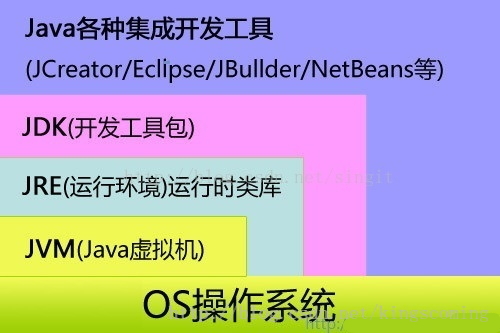 Java各种集成开发工具
(JCreator/Eclipse/JBullder/NetBeans等)
JDK(开发工具包)
JRE(运行环境)运行时类库
JVM(Java虚拟机)
OS操作系统
http:/